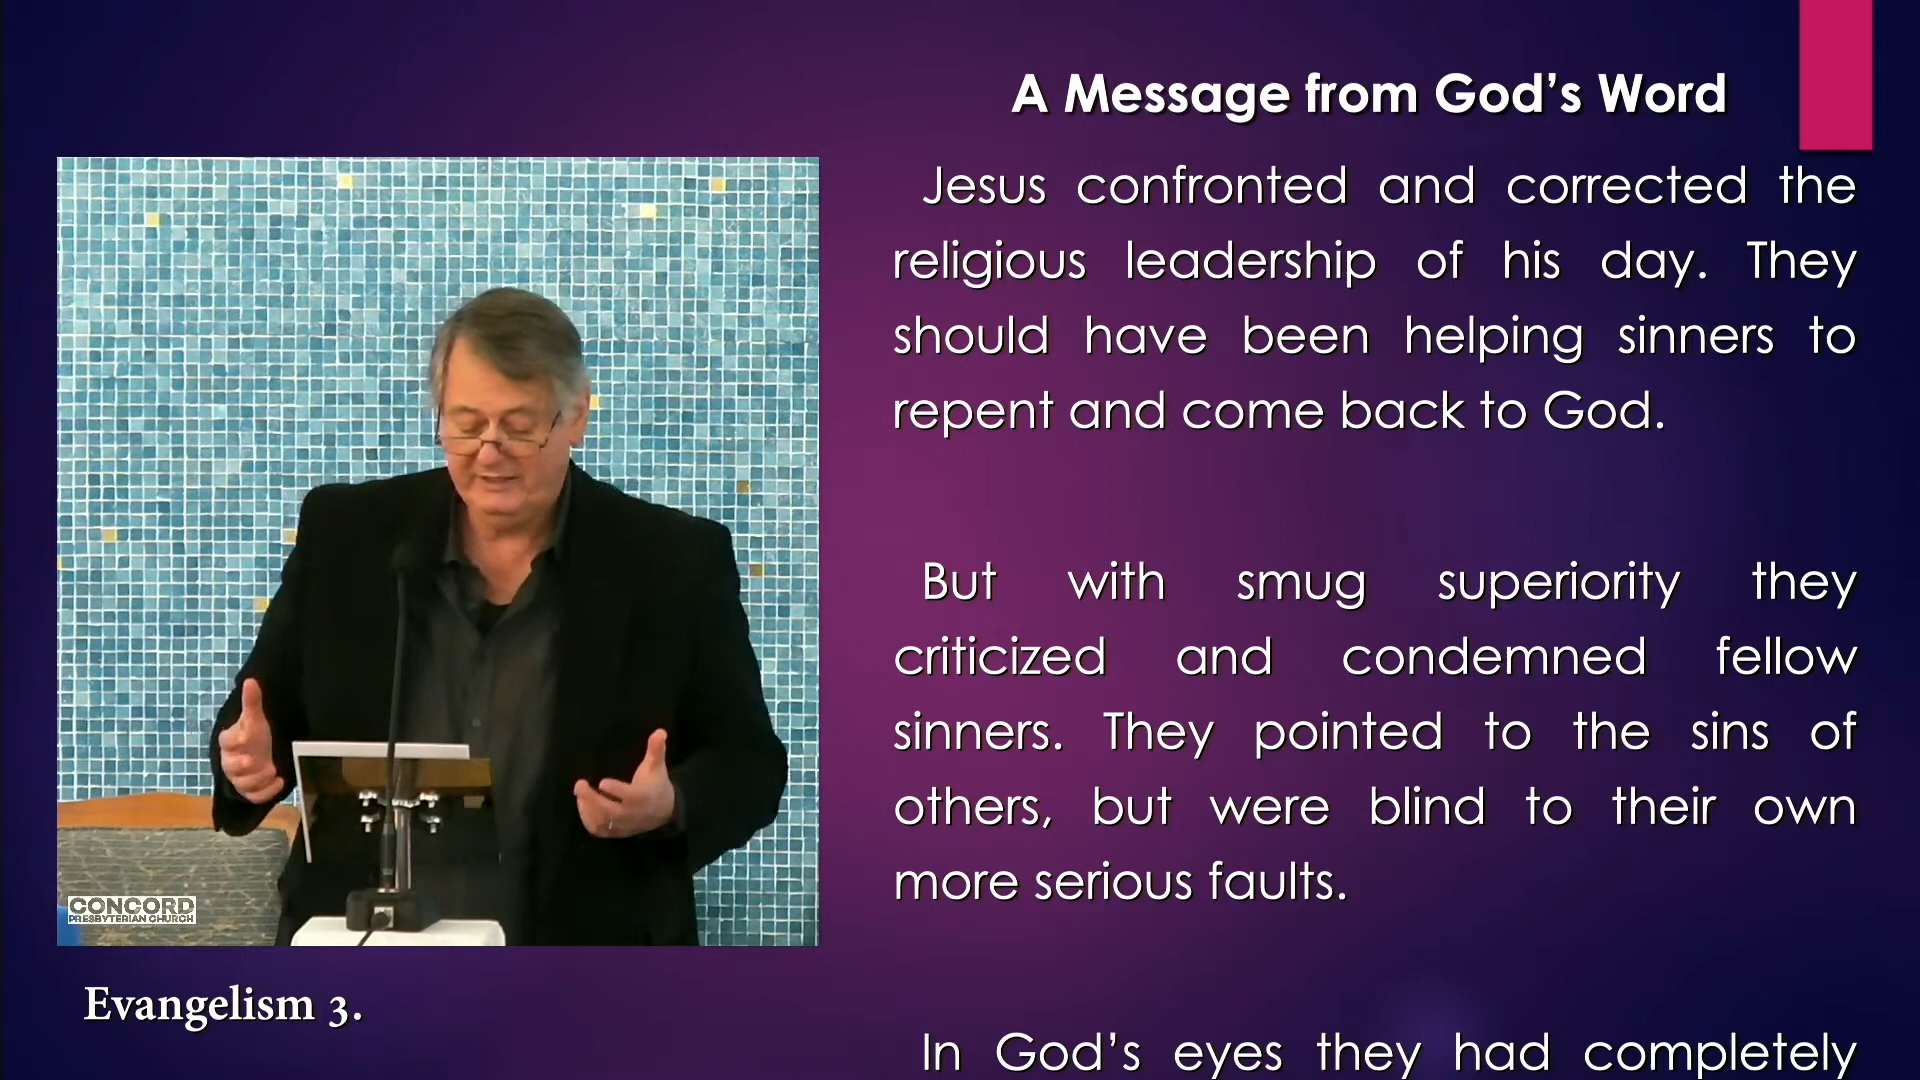 A Message from God's Word
Jesus confronted and corrected the
religious leadership of his day. They
should have been helping sinners to
repent and come back to God.
But with smug superiority they
criticized and condemned fellow
sinners. They pointed to the sins of
others, but were blind to their own
more serious faults.
In God's eyes they had completely
CONCORD
PRESBYTERIAN CHURCH
Evangelism 3.